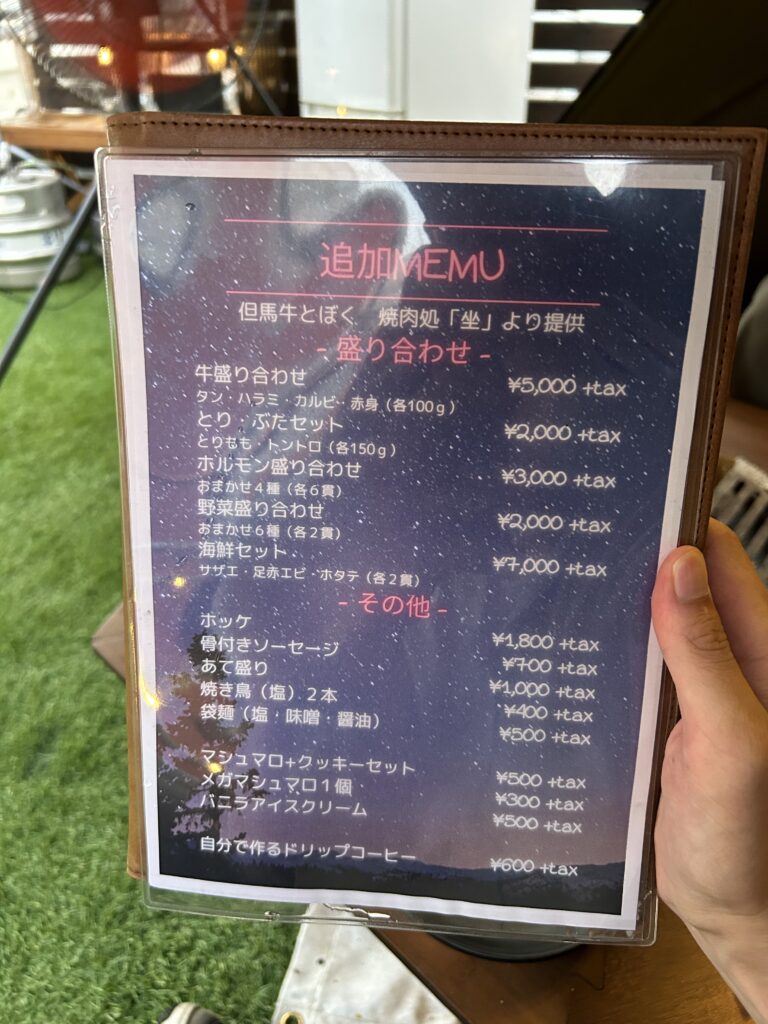 追加MEMU
但馬牛とぼく 焼肉処「坐」より提供
- 盛り合わせ -
牛盛り合わせ ¥5,000 +tax
タン・ハラミ・カルビ・赤身（各100ｇ）
とり・ぶたセット ¥2,000 +tax
とりもも・トントロ（各150ｇ）
ホルモン盛り合わせ ¥3,000 +tax
おまかせ４種（各６貫）
野菜盛り合わせ ¥2,000 +tax
おまかせ６種（各２貫）
海鮮セット ¥7,000 +tax
サザエ・足赤エビ・ホタテ（各２貫）
- その他 -
ホッケ ¥1,800 +tax
骨付きソーセージ ¥700 +tax
あて盛り ¥1,000 +tax
焼き鳥（塩）２本 ¥400 +tax
袋麺（塩・味噌・醤油） ¥500 +tax
マシュマロ+クッキーセット ¥500 +tax
メガマシュマロ１個 ¥300 +tax
バニラアイスクリーム ¥500 +tax
自分で作るドリップコーヒー ¥600 +tax